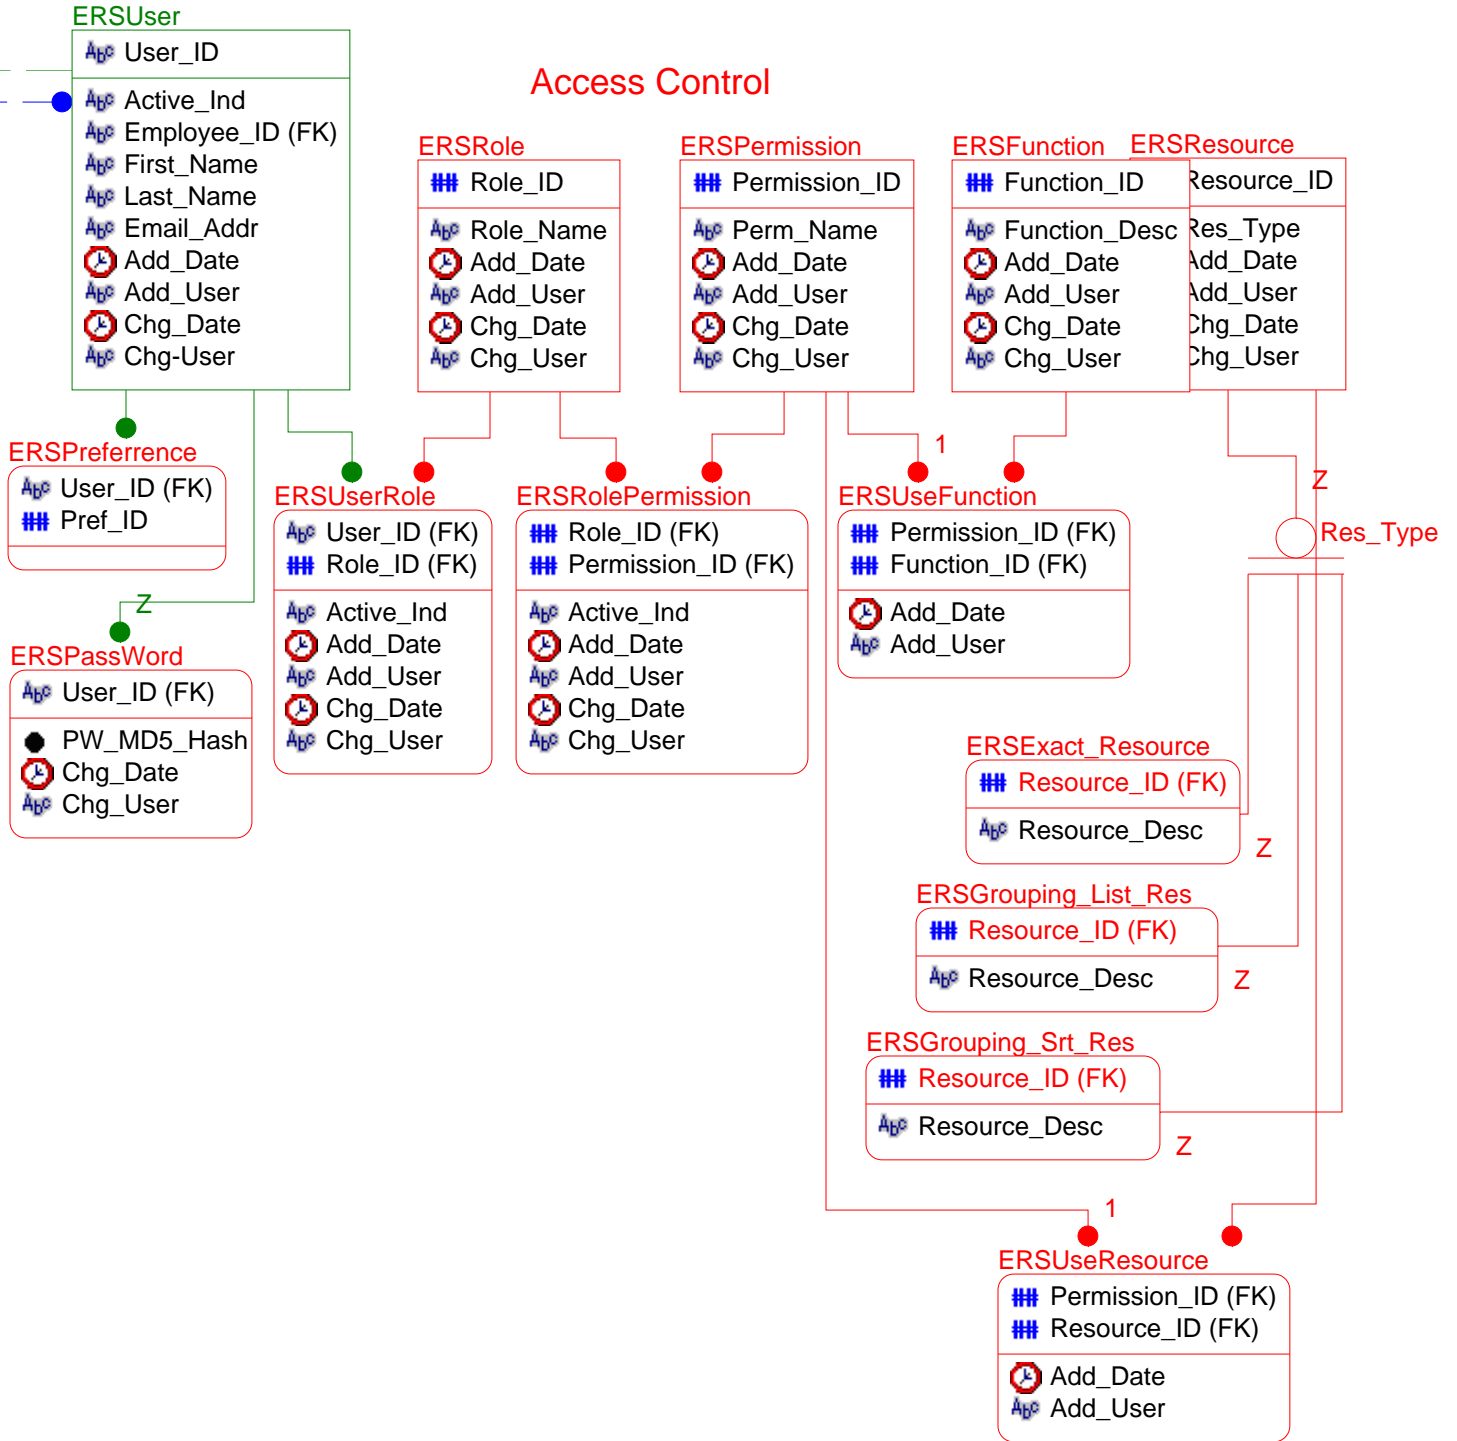 ERSUser
User_ID
Active_Ind
Employee_ID (FK)
First_Name
Last_Name
Email_Addr
Add_Date
Add_User
Chg_Date
Chg-User
Access Control
ERSRole
Role_ID
Role_Name
Add_Date
Add_User
Chg_Date
Chg_User
ERSPermission
Permission_ID
Perm_Name
Add_Date
Add_User
Chg_Date
Chg_User
ERSFunction
Function_ID
Function_Desc
Add_Date
Add_User
Chg_Date
Chg_User
ERSResource
Resource_ID
Res_Type
Add_Date
Add_User
Chg_Date
Chg_User
ERSPreferrence
User_ID (FK)
Pref_ID
Z
ERSPassWord
User_ID (FK)
PW_MD5_Hash
Chg_Date
Chg_User
ERSUserRole
User_ID (FK)
Role_ID (FK)
Active_Ind
Add_Date
Add_User
Chg_Date
Chg_User
ERSRolePermission
Role_ID (FK)
Permission_ID (FK)
Active_Ind
Add_Date
Add_User
Chg_Date
Chg_User
1
ERSUseFunction
Permission_ID (FK)
Function_ID (FK)
Add_Date
Add_User
Z
Res_Type
ERSExact_Resource
Resource_ID (FK)
Resource_Desc
Z
ERSGrouping_List_Res
Resource_ID (FK)
Resource_Desc
Z
ERSGrouping_Srt_Res
Resource_ID (FK)
Resource_Desc
Z
1
ERSUseResource
Permission_ID (FK)
Resource_ID (FK)
Add_Date
Add_User